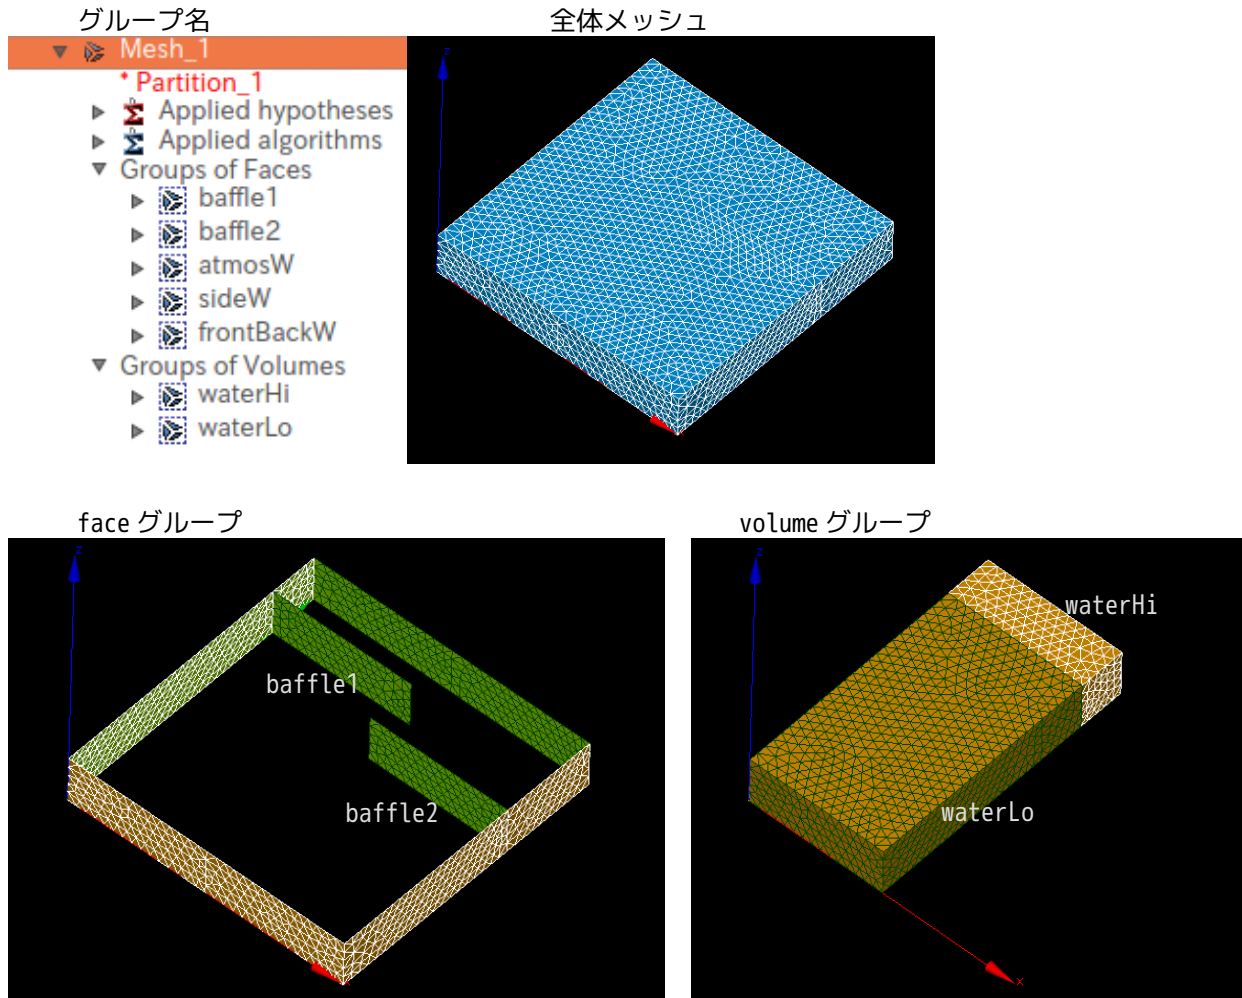 グループ名
全体メッシュ
Mesh_1
* Partition_1
Applied hypotheses
Applied algorithms
Groups of Faces
baffle1
baffle2
atmosW
sideW
frontBackW
Groups of Volumes
waterHi
waterLo
z
face グループ
volume グループ
z
baffle1
baffle2
z
waterHi
waterLo
x